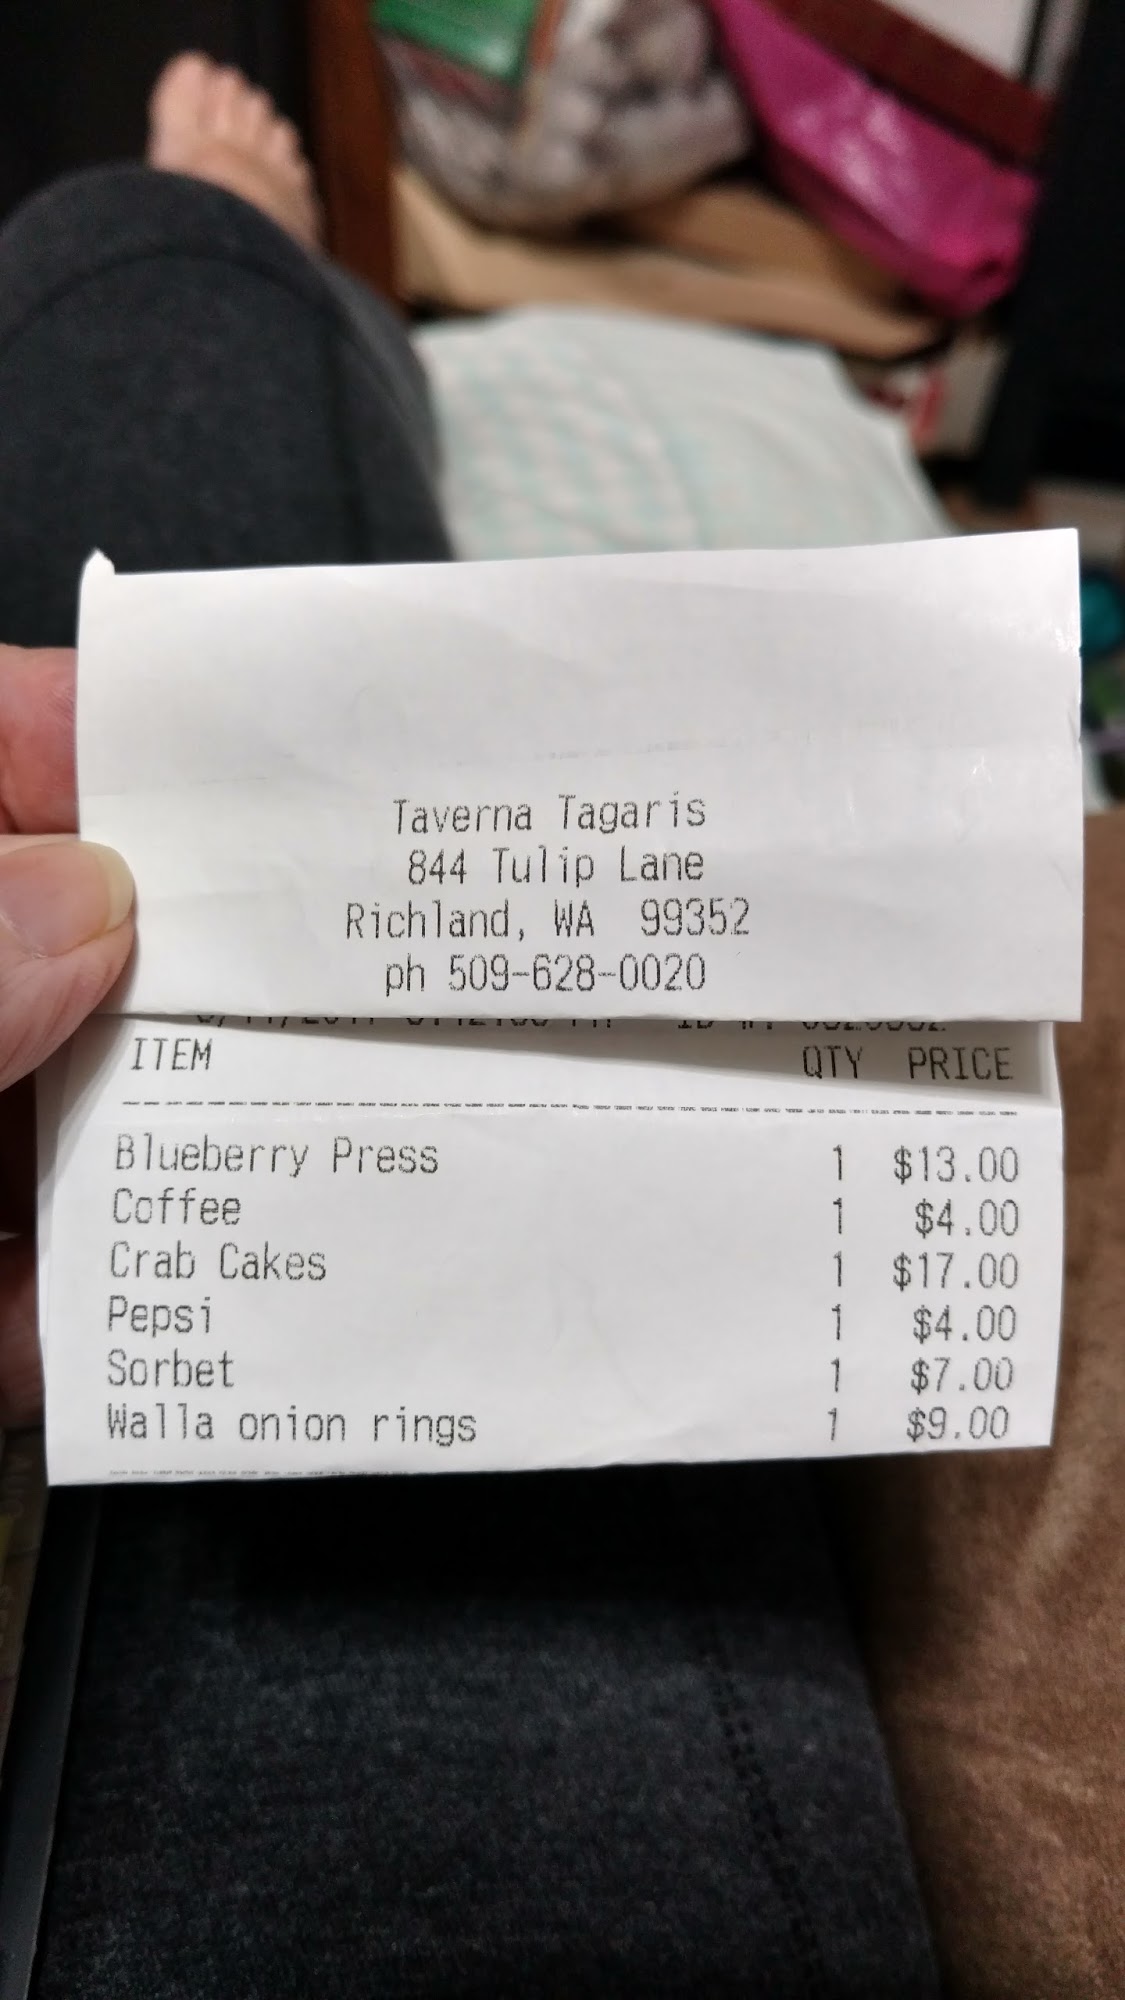 Taverna Tagaris
844 Tulip Lane
Richland, WA 99352
ph 509-628-0020
ITEM QTY PRICE
Blueberry Press 1 $13.00
Coffee 1 $4.00
Crab Cakes 1 $17.00
Pepsi 1 $4.00
Sorbet 1 $7.00
Walla onion rings 1 $9.00